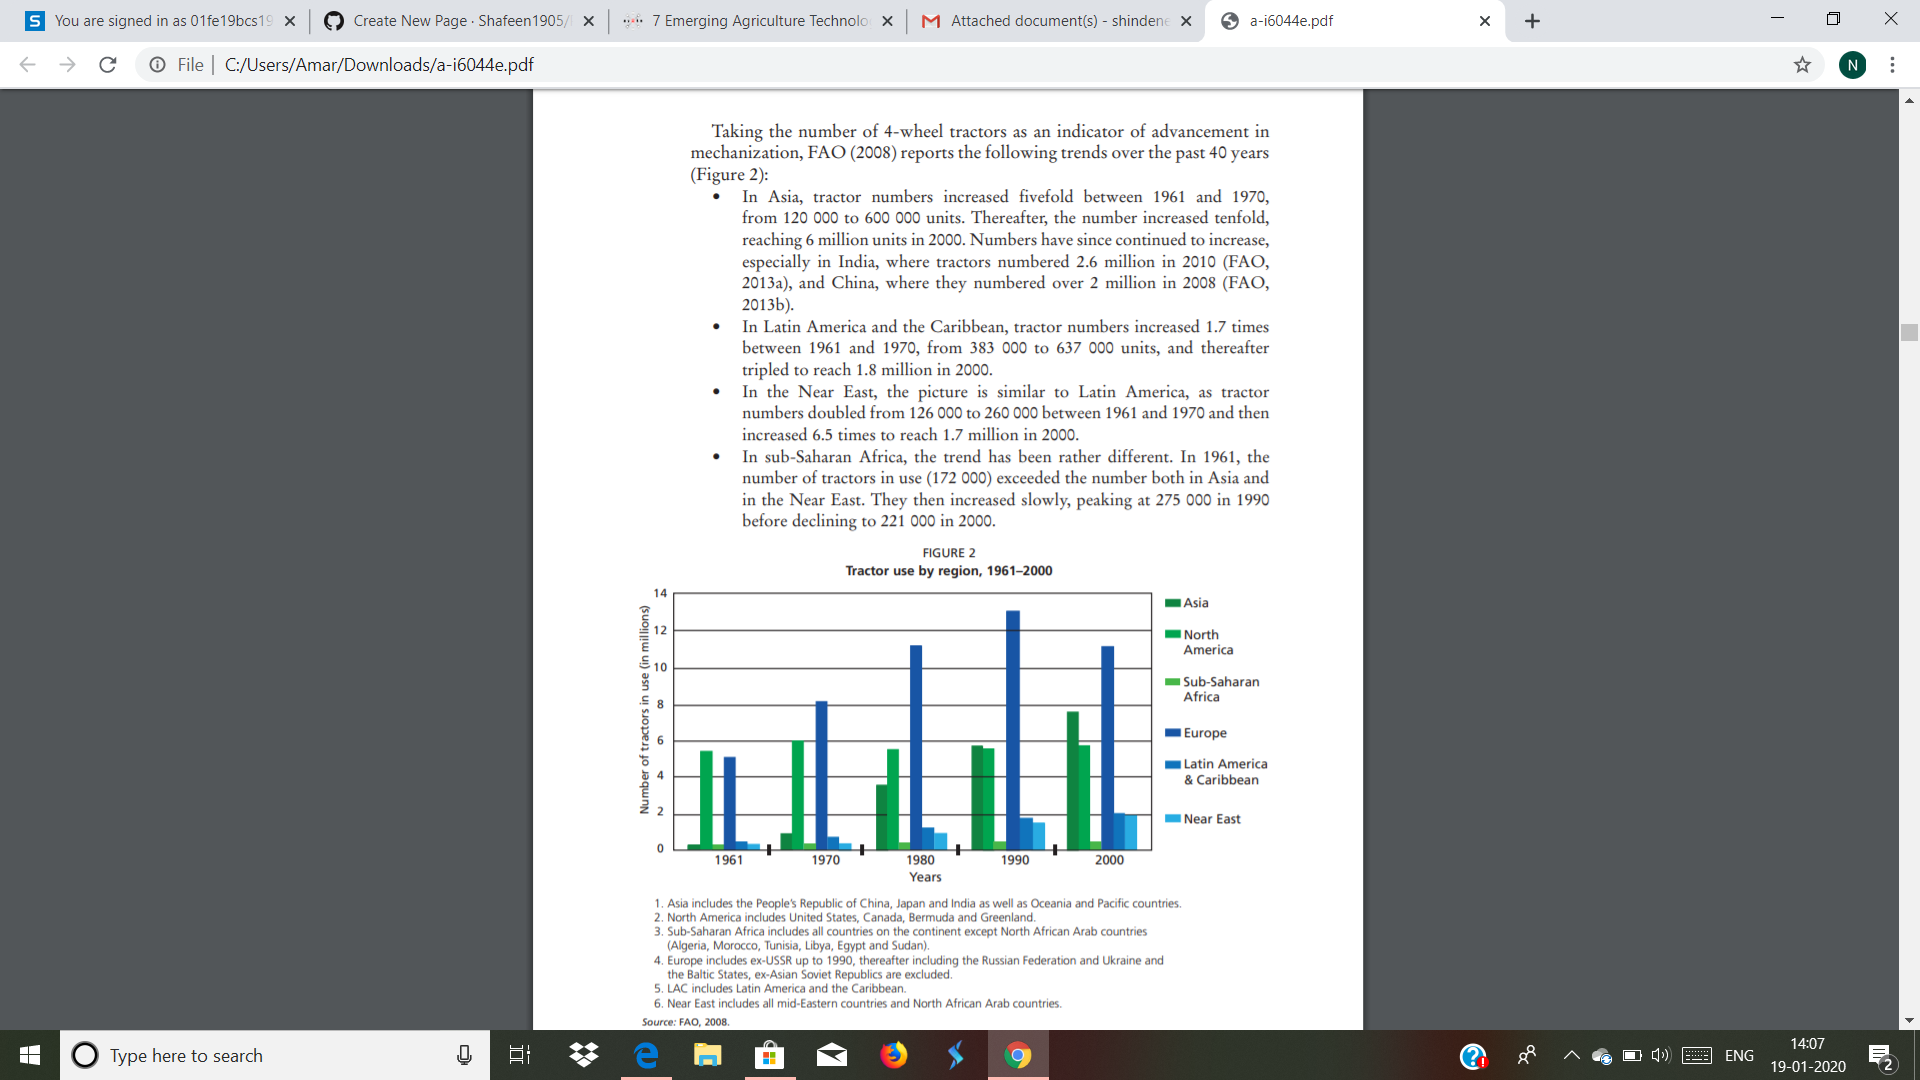 You are signed in as 01fe19bcs19
Create New Page · Shafeen1905/
7 Emerging Agriculture Technolo
Attached document(s) - shindene
a-i6044e.pdf
File | C:/Users/Amar/Downloads/a-i6044e.pdf
N
Taking the number of 4-wheel tractors as an indicator of advancement in
mechanization, FAO (2008) reports the following trends over the past 40 years
(Figure 2):
• In Asia, tractor numbers increased fivefold between 1961 and 1970,
from 120 000 to 600 000 units. Thereafter, the number increased tenfold,
reaching 6 million units in 2000. Numbers have since continued to increase,
especially in India, where tractors numbered 2.6 million in 2010 (FAO,
2013a), and China, where they numbered over 2 million in 2008 (FAO,
2013b).
• In Latin America and the Caribbean, tractor numbers increased 1.7 times
between 1961 and 1970, from 383 000 to 637 000 units, and thereafter
tripled to reach 1.8 million in 2000.
• In the Near East, the picture is similar to Latin America, as tractor
numbers doubled from 126 000 to 260 000 between 1961 and 1970 and then
increased 6.5 times to reach 1.7 million in 2000.
• In sub-Saharan Africa, the trend has been rather different. In 1961, the
number of tractors in use (172 000) exceeded the number both in Asia and
in the Near East. They then increased slowly, peaking at 275 000 in 1990
before declining to 221 000 in 2000.
FIGURE 2
Tractor use by region, 1961–2000
Number of tractors in use (in millions)
14
12
10
8
6
4
2
0
1961 1970 1980 1990 2000
Years
Asia
North
America
Sub-Saharan
Africa
Europe
Latin America
& Caribbean
Near East
1. Asia includes the People's Republic of China, Japan and India as well as Oceania and Pacific countries.
2. North America includes United States, Canada, Bermuda and Greenland.
3. Sub-Saharan Africa includes all countries on the continent except North African Arab countries
(Algeria, Morocco, Tunisia, Libya, Egypt and Sudan).
4. Europe includes ex-USSR up to 1990, thereafter including the Russian Federation and Ukraine and
the Baltic States, ex-Asian Soviet Republics are excluded.
5. LAC includes Latin America and the Caribbean.
6. Near East includes all mid-Eastern countries and North African Arab countries.
Source: FAO, 2008.
Type here to search
ENG
14:07
19-01-2020
2